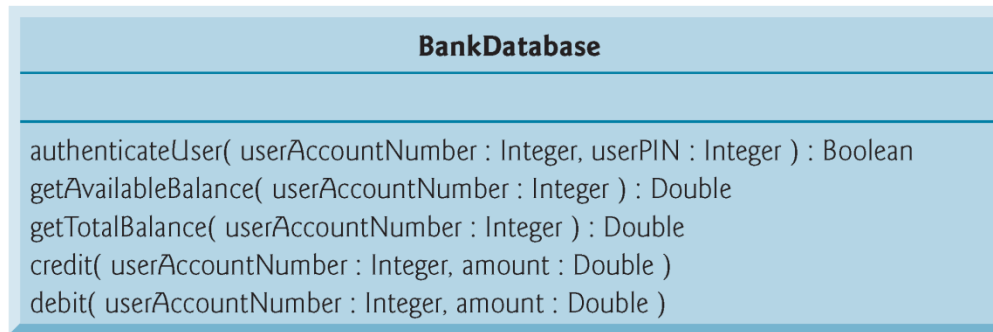 BankDatabase
authenticateUser( userAccountNumber : Integer, userPIN : Integer ) : Boolean
getAvailableBalance( userAccountNumber : Integer ) : Double
getTotalBalance( userAccountNumber : Integer ) : Double
credit( userAccountNumber : Integer, amount : Double )
debit( userAccountNumber : Integer, amount : Double )